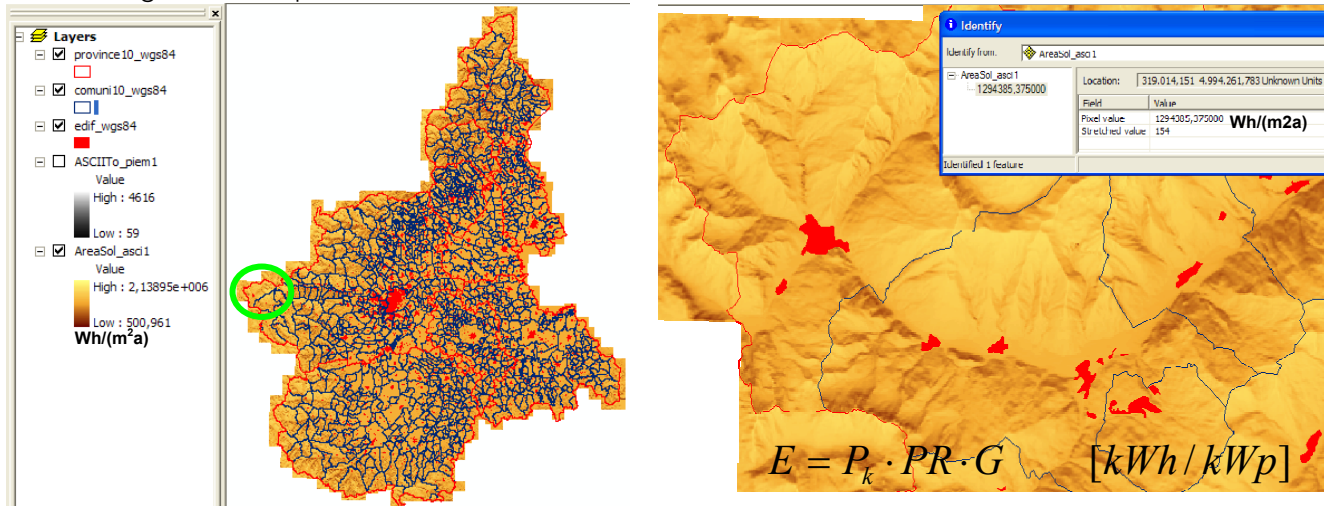 Layers
province10_wgs84
comuni10_wgs84
edif_wgs84
ASCIITo_piem1
Value
High : 4616
Low : 59
AreaSol_asci1
Value
High : 2,13895e+006
Low : 500,961
Wh/(m²a)
Identify
Identify from: AreaSol_asci1
AreaSol_asci1
1294385,375000
Location: 319.014,151 4.994.261,783 Unknown Units
Field Value
Pixel value 1294385,375000 Wh/(m2a)
Stretched value 154
Identified 1 feature
E = P_k · PR · G [kWh / kWp]